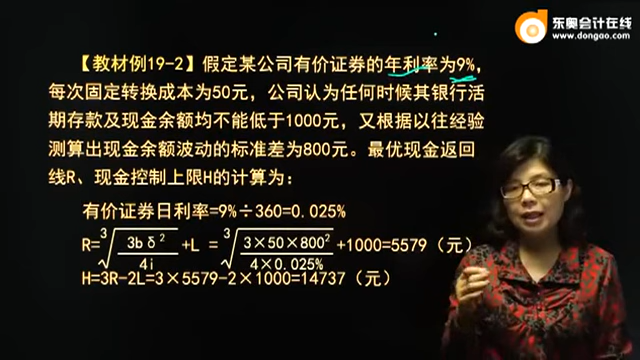 东奥会计在线
www.dongao.com
【教材例19-2】假定某公司有价证券的年利率为9%，
每次固定转换成本为50元，公司认为任何时候其银行活
期存款及现金余额均不能低于1000元，又根据以往经验
测算出现金余额波动的标准差为800元。最优现金返回
线R、现金控制上限H的计算为：
有价证券日利率=9%÷360=0.025%
R=∛(3bδ²/4i)+L =∛(3×50×800²/4×0.025%)+1000=5579（元）
H=3R-2L=3×5579-2×1000=14737（元）